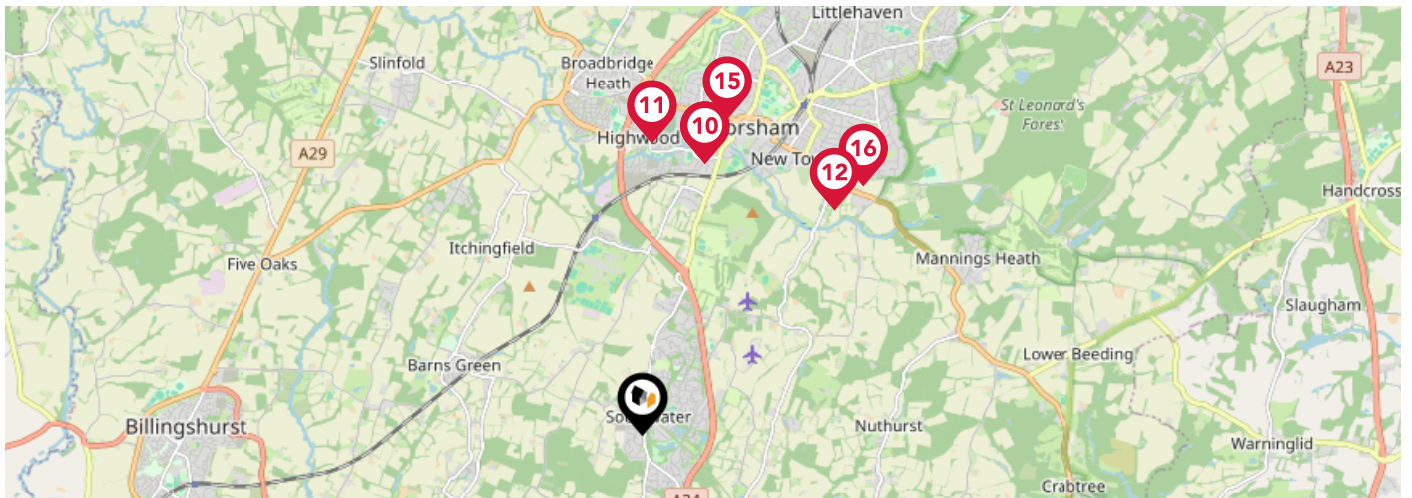 Littlehaven
Slinfold
Broadbridge
Heath
A23
15
11
St Leonard's
10
Highwood
orsham
A29
New To
16
12
Handcross
Itchingfield
Five Oaks
Mannings Heath
Slaugham
Lower Beeding
Barns Green
Billingshurst
Nuthurst
Warninglid
Crabtree